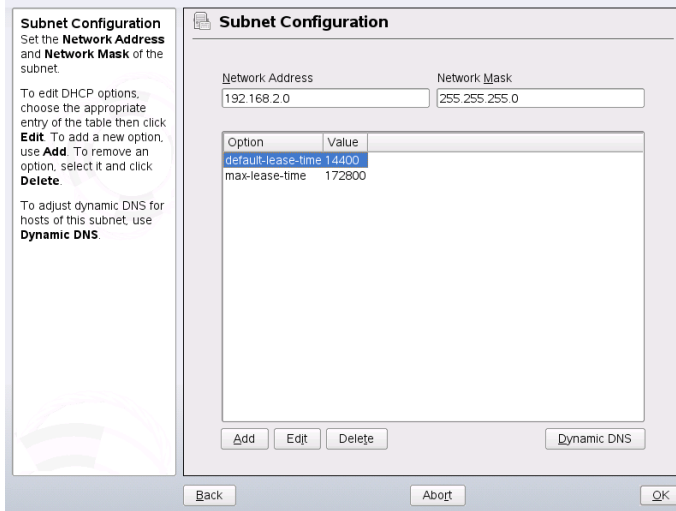 Subnet Configuration
Set the Network Address
and Network Mask of the
subnet.
To edit DHCP options,
choose the appropriate
entry of the table then click
Edit. To add a new option,
use Add. To remove an
option, select it and click
Delete.
To adjust dynamic DNS for
hosts of this subnet, use
Dynamic DNS.
Subnet Configuration
Network Address Network Mask
192.168.2.0 255.255.255.0
Option Value
default-lease-time 14400
max-lease-time 172800
Add Edit Delete Dynamic DNS
Back Abort OK